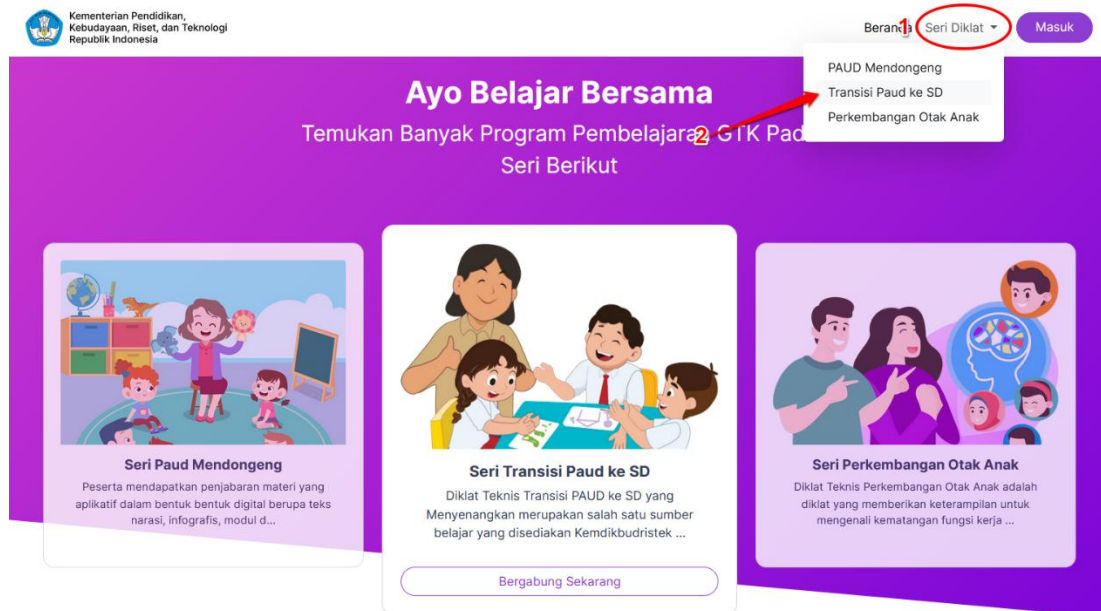 Kementerian Pendidikan,
Kebudayaan, Riset, dan Teknologi
Republik Indonesia
Beranda
1
Seri Diklat
Masuk
PAUD Mendongeng
Transisi Paud ke SD
Perkembangan Otak Anak
Ayo Belajar Bersama
Temukan Banyak Program Pembelajaran GTK Pad
2
Seri Berikut
Seri Paud Mendongeng
Peserta mendapatkan penjabaran materi yang
aplikatif dalam bentuk bentuk digital berupa teks
narasi, infografis, modul d...
Seri Transisi Paud ke SD
Diklat Teknis Transisi PAUD ke SD yang
Menyenangkan merupakan salah satu sumber
belajar yang disediakan Kemdikbudristek ...
Bergabung Sekarang
Seri Perkembangan Otak Anak
Diklat Teknis Perkembangan Otak Anak adalah
diklat yang memberikan keterampilan untuk
mengenali kematangan fungsi kerja ...